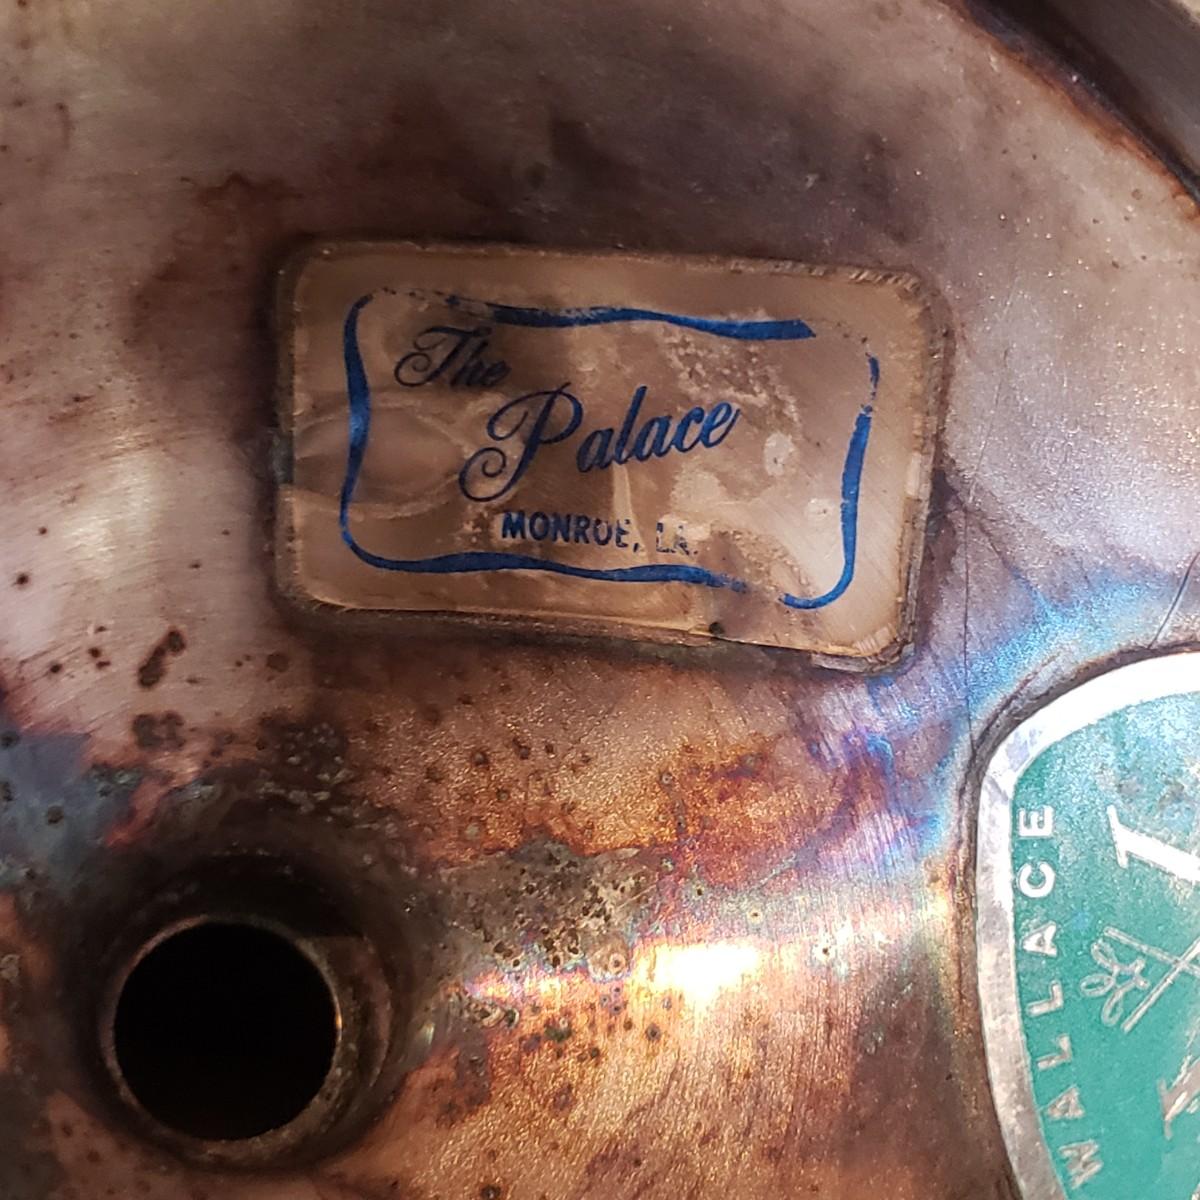 The
Palace
MONROE, LA.
WALLACE